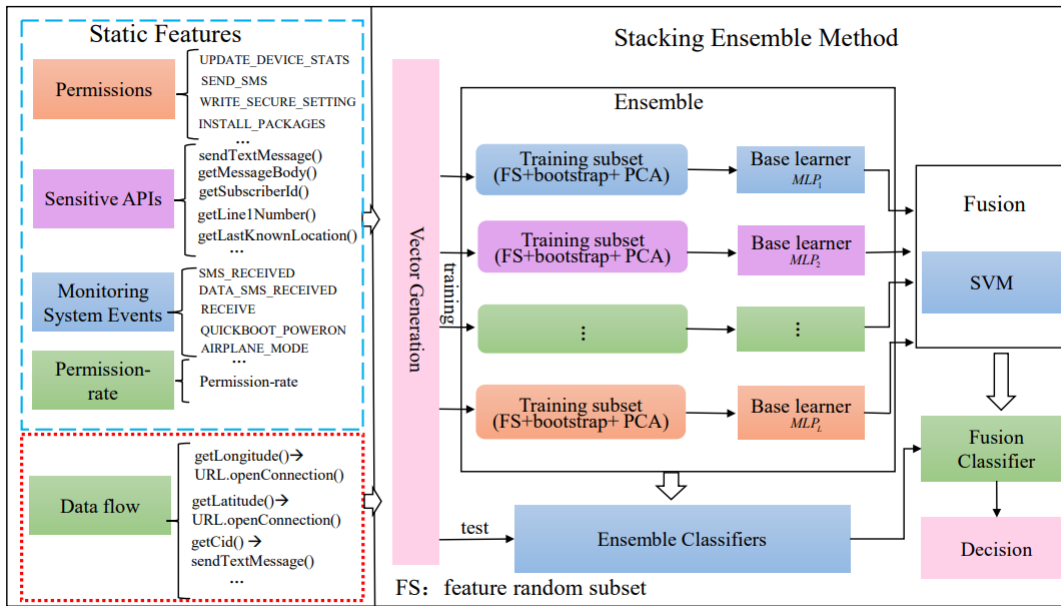 Static Features
Permissions
UPDATE_DEVICE_STATS
SEND_SMS
WRITE_SECURE_SETTING
INSTALL_PACKAGES
...
Sensitive APIs
sendTextMessage()
getMessageBody()
getSubscriberId()
getLine1Number()
getLastKnownLocation()
...
Monitoring
System Events
SMS_RECEIVED
DATA_SMS_RECEIVED
RECEIVE
QUICKBOOT_POWERON
AIRPLANE_MODE
...
Permission-
rate
Permission-rate
Data flow
getLongitude()→
URL.openConnection()
getLatitude()→
URL.openConnection()
getCid()→
sendTextMessage()
...
Stacking Ensemble Method
Vector Generation
training
test
Ensemble
Training subset
(FS+bootstrap+ PCA)
Base learner
MLP₁
Training subset
(FS+bootstrap+ PCA)
Base learner
MLP₂
⋮
⋮
Training subset
(FS+bootstrap+ PCA)
Base learner
MLP_L
Fusion
SVM
Ensemble Classifiers
Fusion
Classifier
Decision
FS： feature random subset